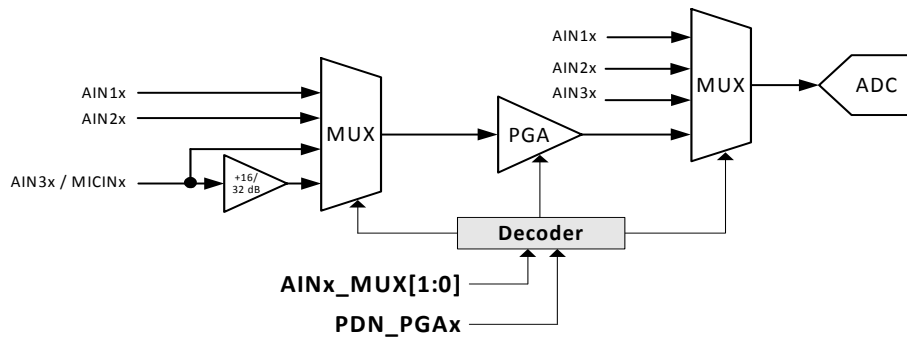 AIN1x
AIN2x
AIN3x
MUX
ADC
AIN1x
AIN2x
MUX
PGA
AIN3x / MICINx
+16/
32 dB
Decoder
AINx_MUX[1:0]
PDN_PGAx